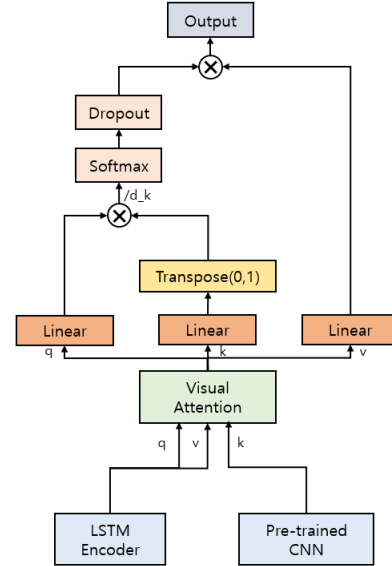 Output
Dropout
Softmax
/d_k
Transpose(0,1)
Linear
Linear
Linear
q
k
v
Visual
Attention
q
v
k
LSTM
Encoder
Pre-trained
CNN